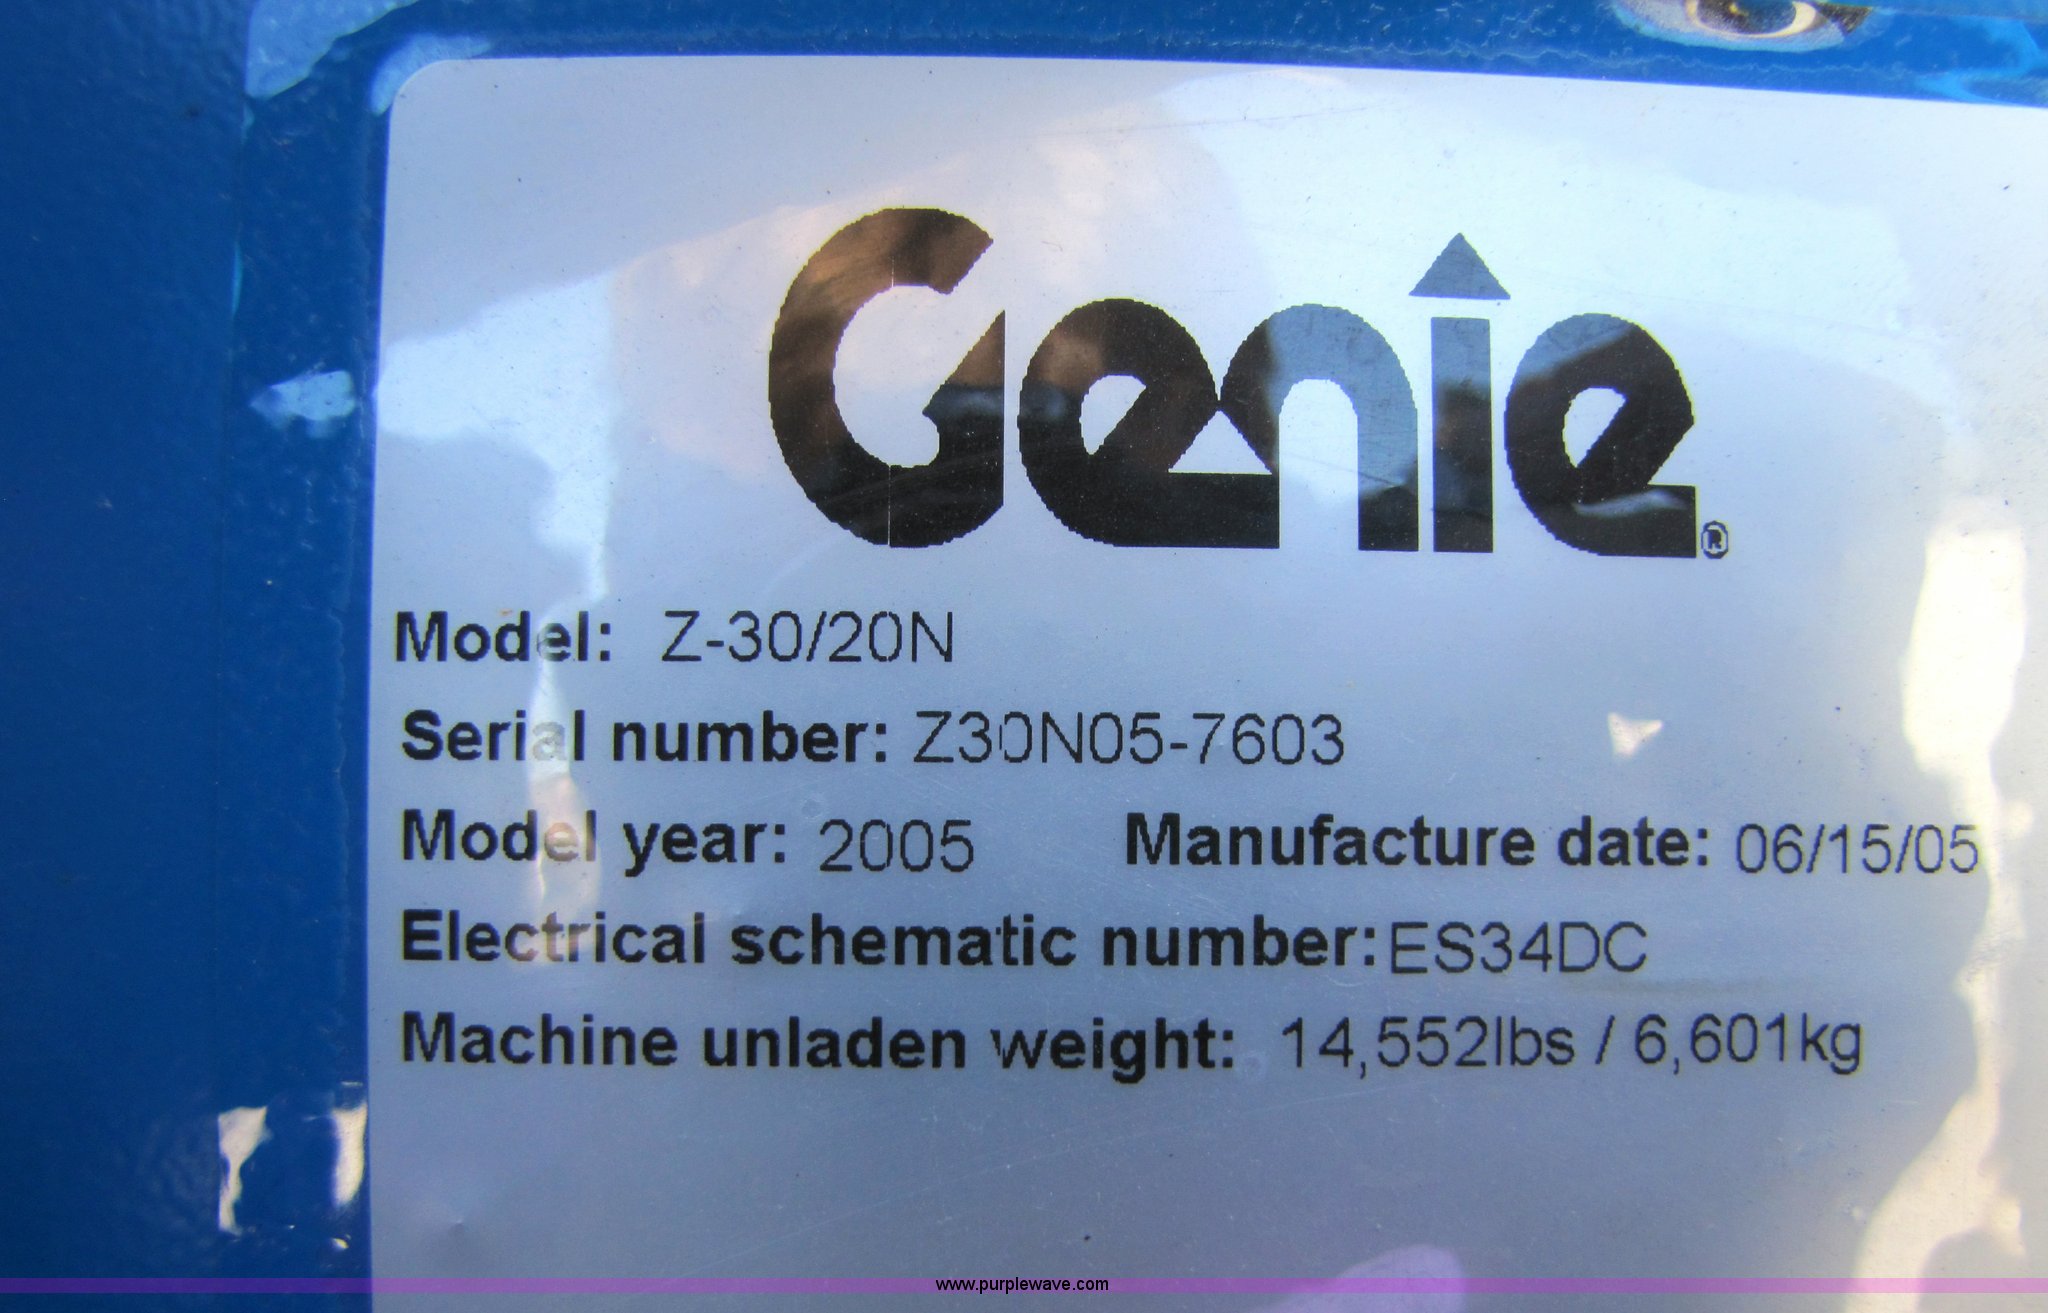 Genie®
Model: Z-30/20N
Serial number: Z30N05-7603
Model year: 2005 Manufacture date: 06/15/05
Electrical schematic number: ES34DC
Machine unladen weight: 14,552lbs / 6,601kg
www.purplewave.com